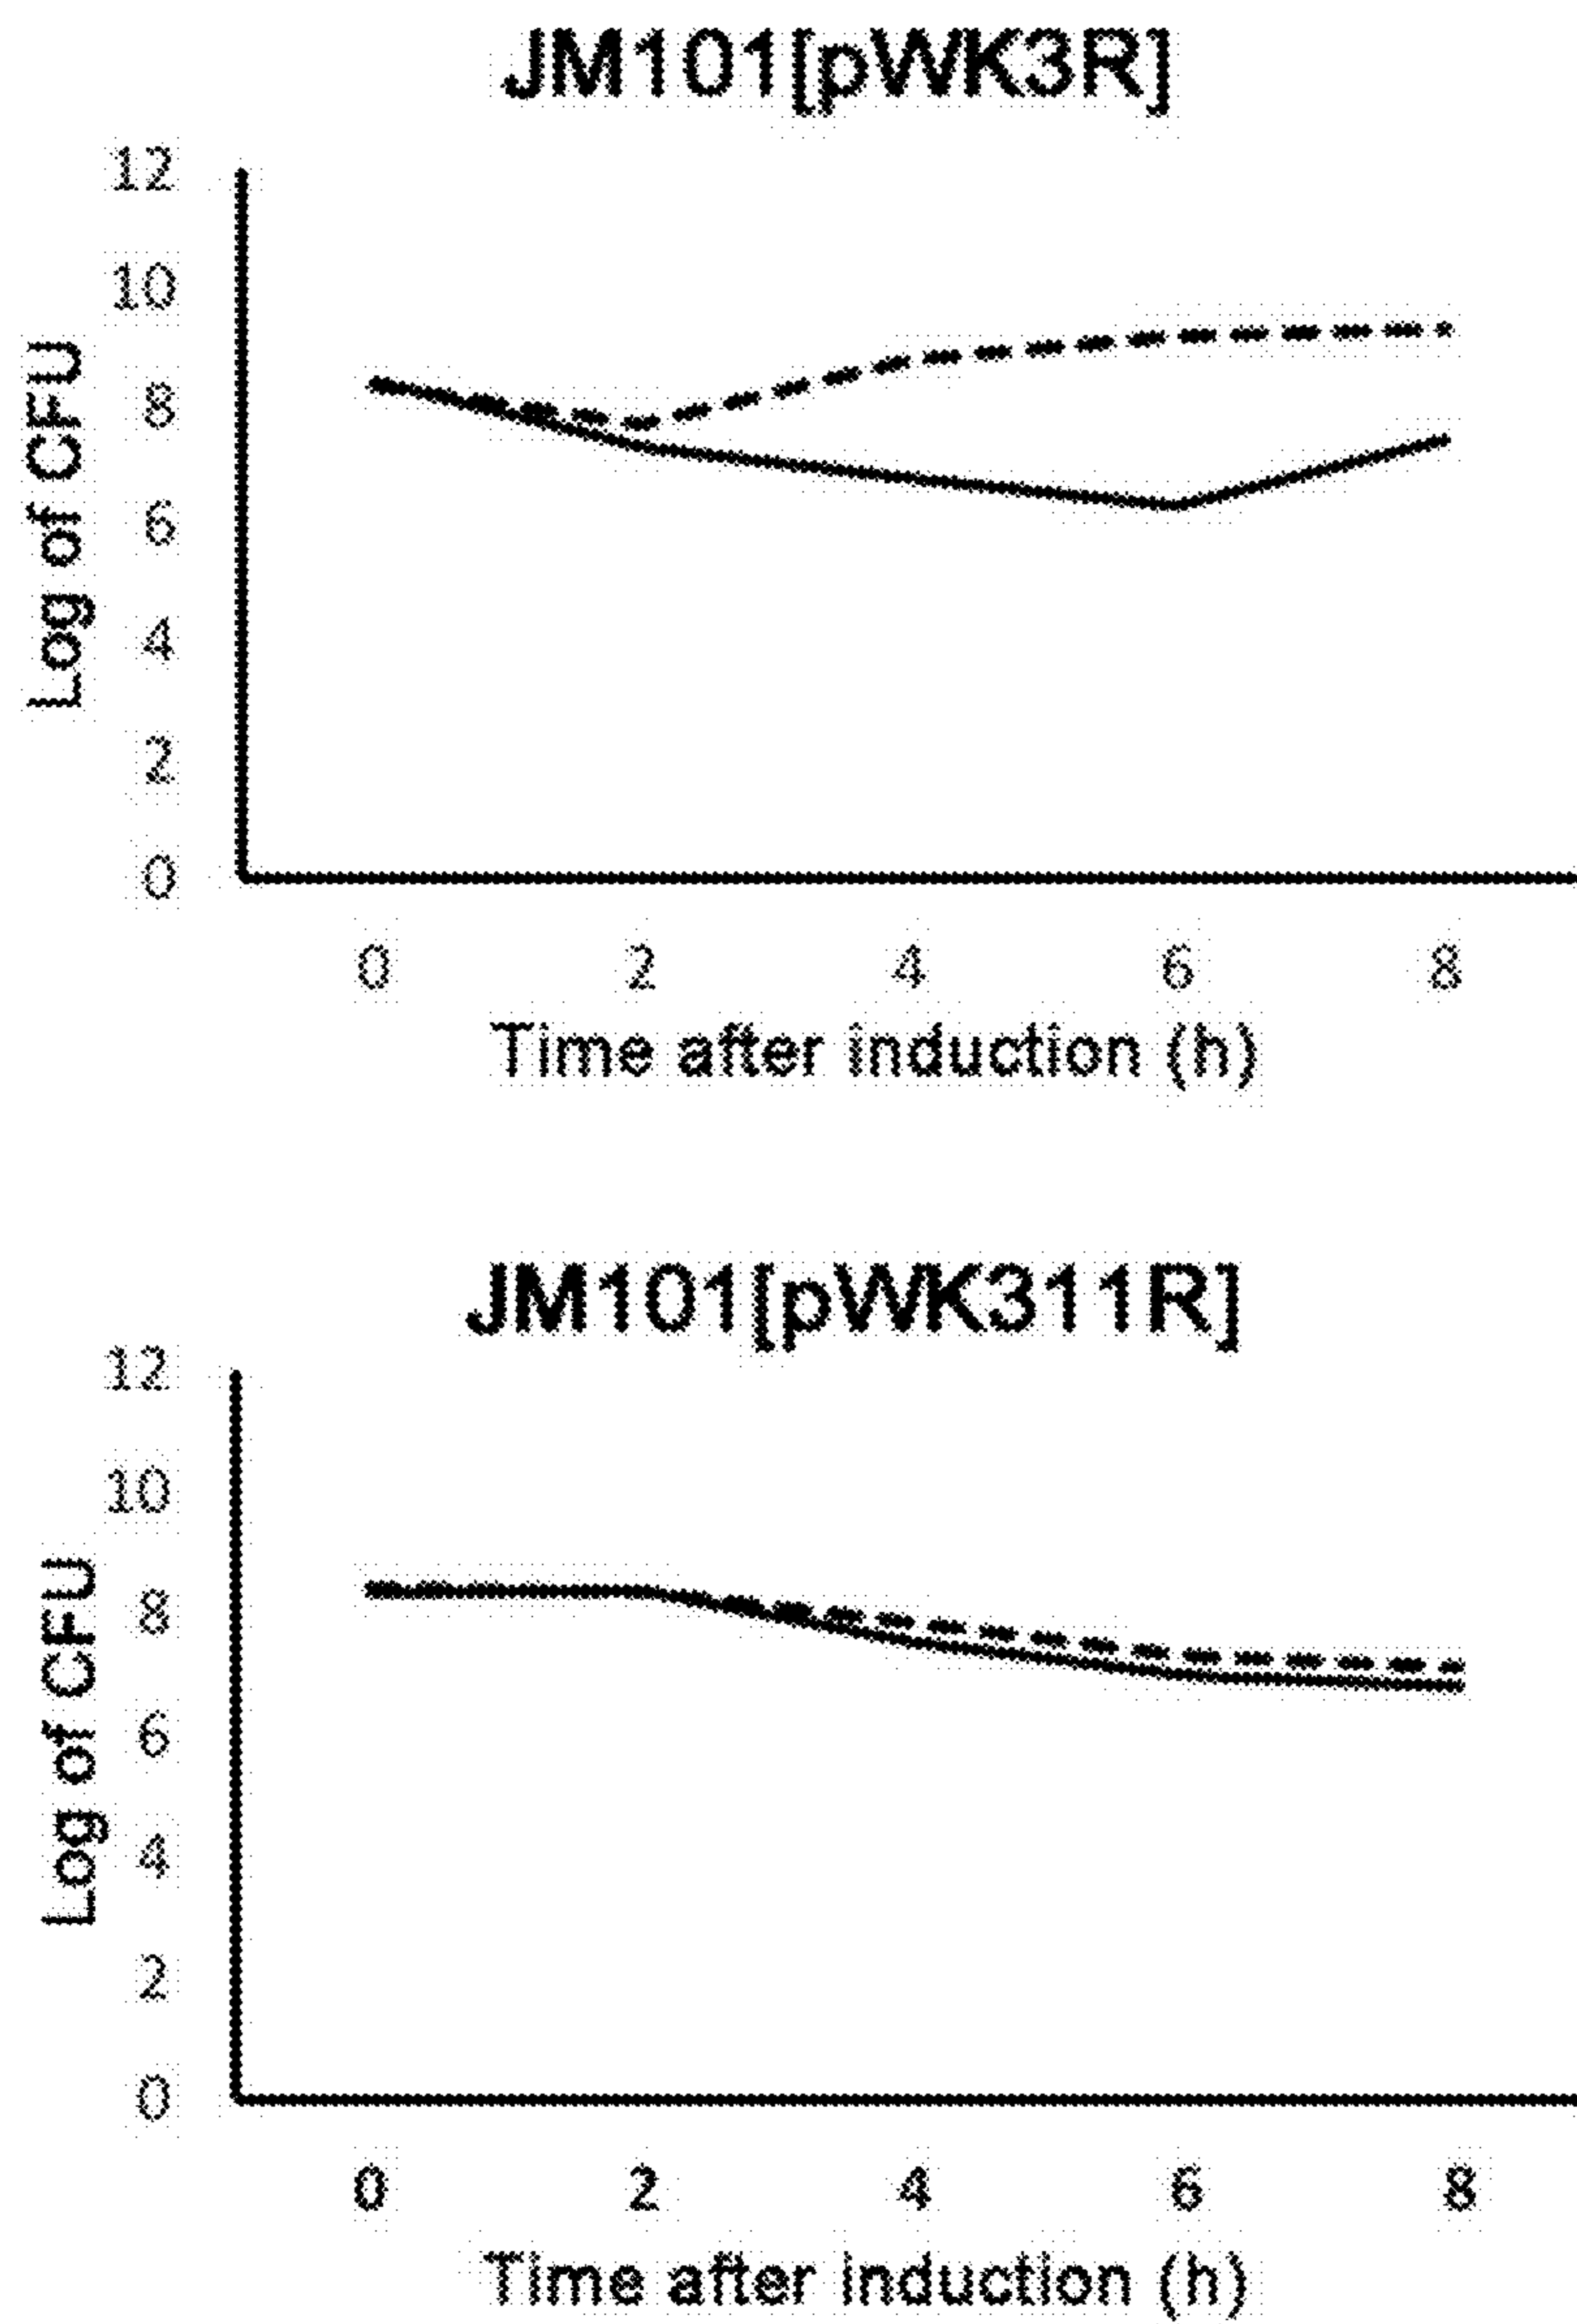 JM101[pWK3R]
12
10
8
6
4
2
0
Log of CFU
0 2 4 6 8
Time after induction (h)
JM101[pWK311R]
12
10
8
6
4
2
0
Log of CFU
0 2 4 6 8
Time after induction (h)